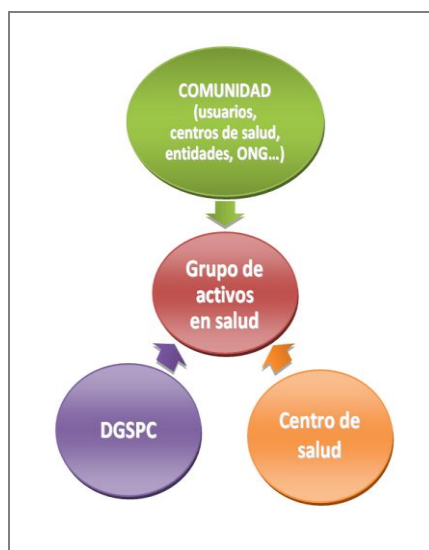 COMUNIDAD
(usuarios,
centros de salud,
entidades, ONG...)
Grupo de
activos
en salud
DGSPC
Centro de
salud